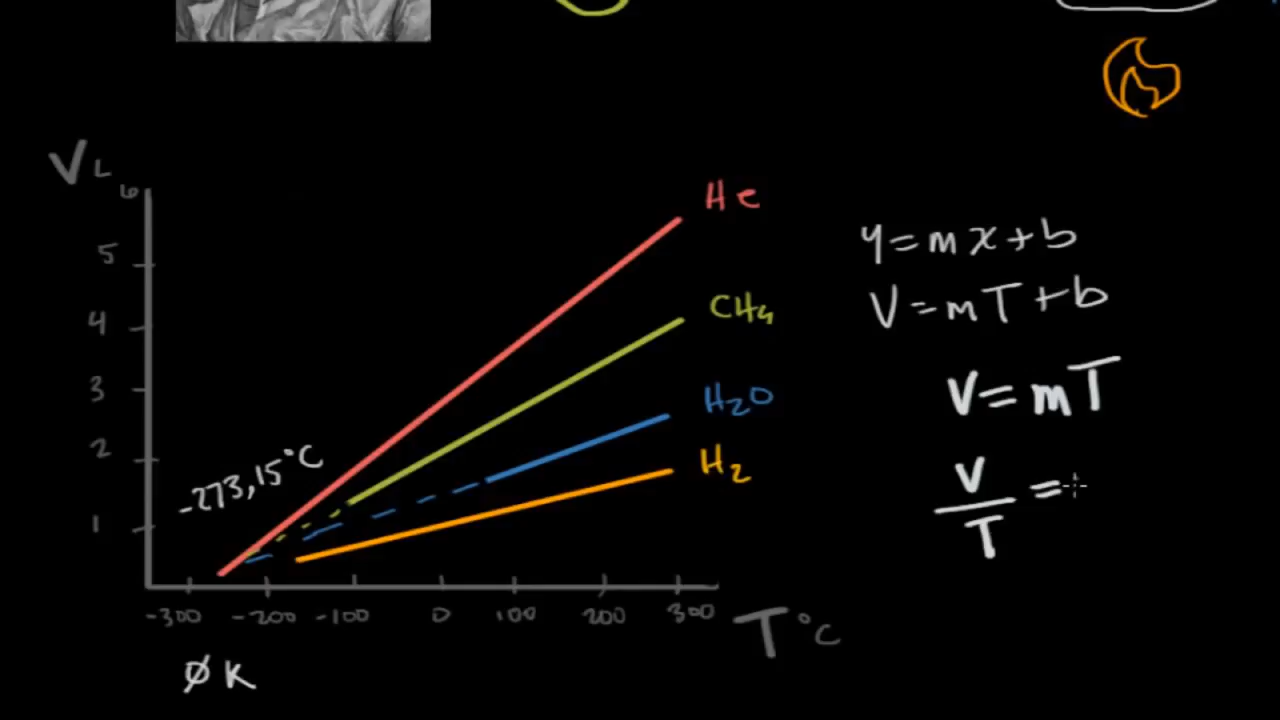 V L
6
5
4
3
2
1
-273,15°C
He
CH4
H2O
H2
-300 -200 -100 0 100 200 300
T °C
Ø K
y=mx+b
V=mT+b
V=mT
V
T
=